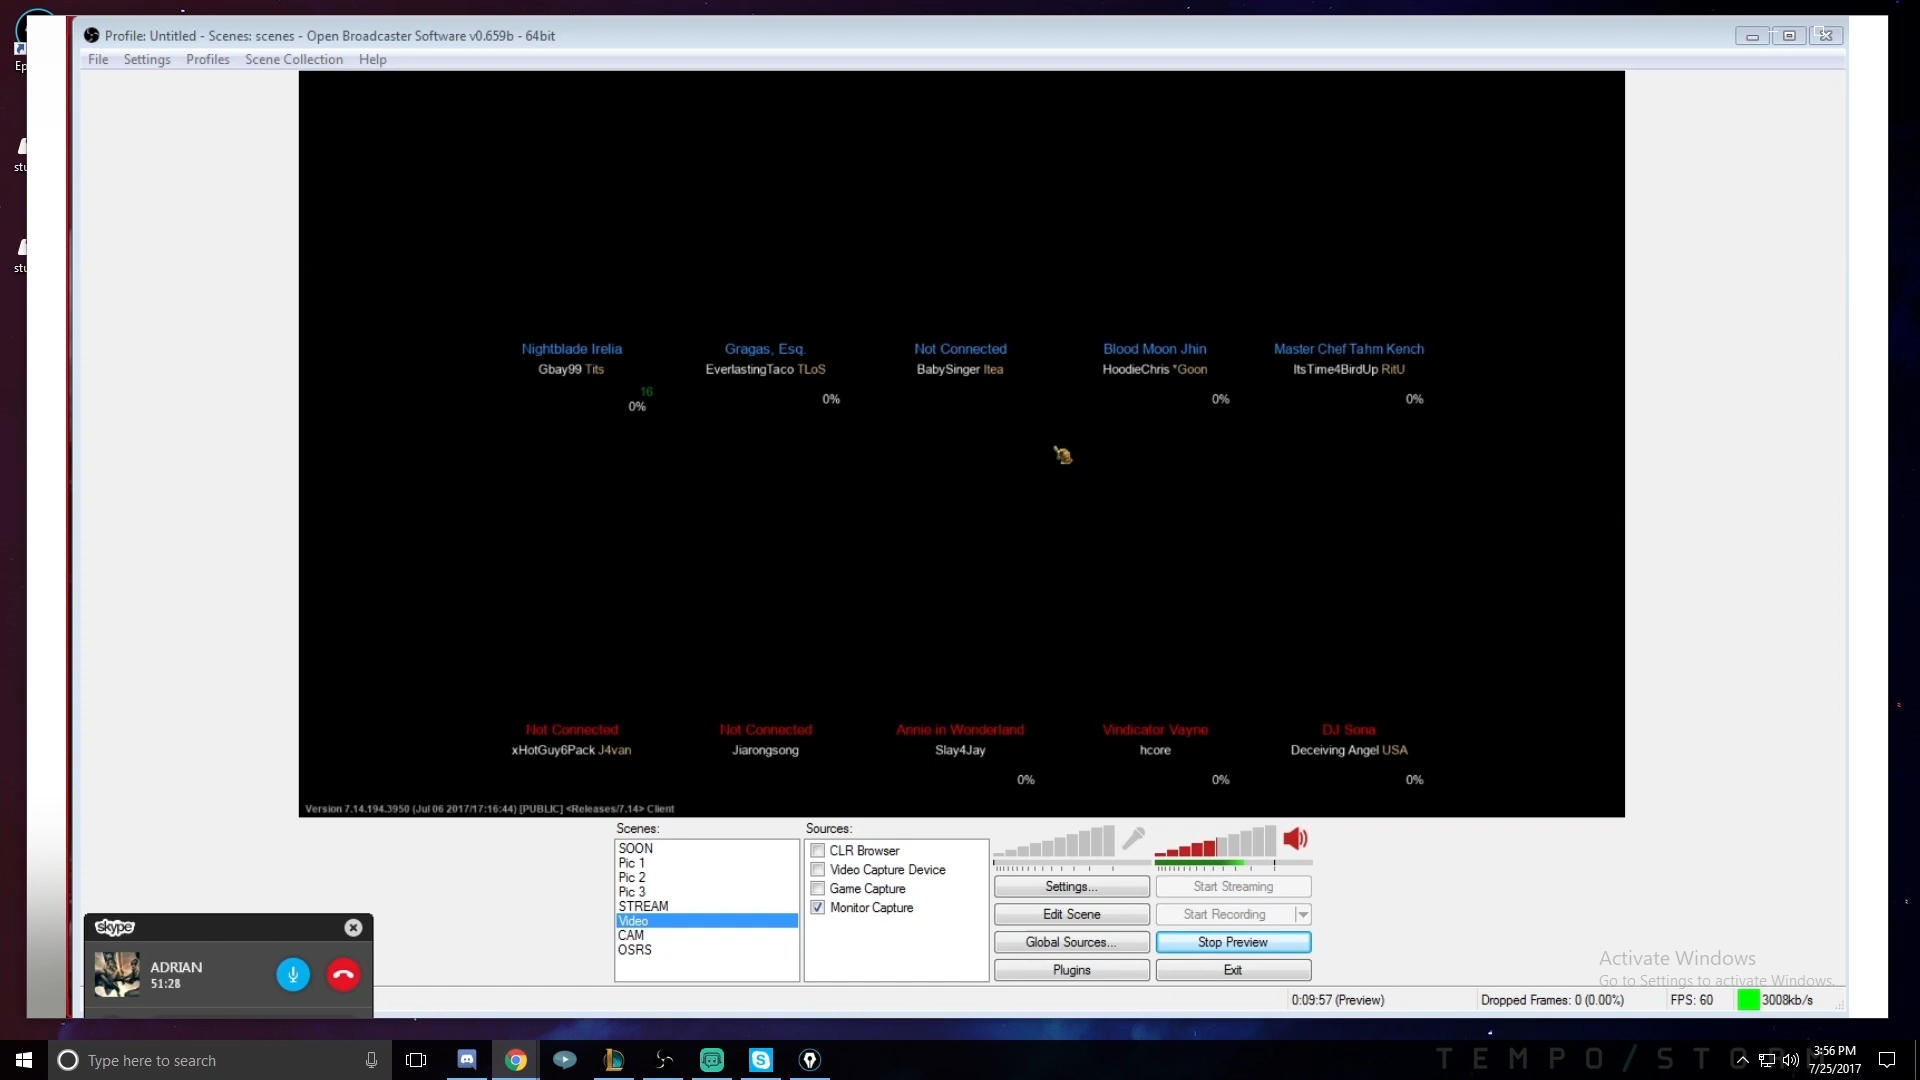 Profile: Untitled - Scenes: scenes - Open Broadcaster Software v0.659b - 64bit
File Settings Profiles Scene Collection Help
Ep
stu
stu
Nightblade Irelia Gragas, Esq. Not Connected Blood Moon Jhin Master Chef Tahm Kench
Gbay99 Tits EverlastingTaco TLoS BabySinger Itea HoodieChris *Goon ItsTime4BirdUp RitU
16
0% 0% 0% 0%
Not Connected Not Connected Annie in Wonderland Vindicator Vayne DJ Sona
xHotGuy6Pack J4van Jiarongsong Slay4Jay hcore Deceiving Angel USA
0% 0% 0%
Version 7.14.194.3950 (Jul 06 2017/17:16:44) [PUBLIC] <Releases/7.14> Client
Scenes:
SOON
Pic 1
Pic 2
Pic 3
STREAM
Video
CAM
OSRS
Sources:
CLR Browser
Video Capture Device
Game Capture
Monitor Capture
Settings... Start Streaming
Edit Scene Start Recording
Global Sources... Stop Preview
Plugins Exit
skype
ADRIAN
51:28
Activate Windows
Go to Settings to activate Windows.
0:09:57 (Preview) Dropped Frames: 0 (0.00%) FPS: 60 3008kb/s
Type here to search
TEMPO/STORM
3:56 PM
7/25/2017